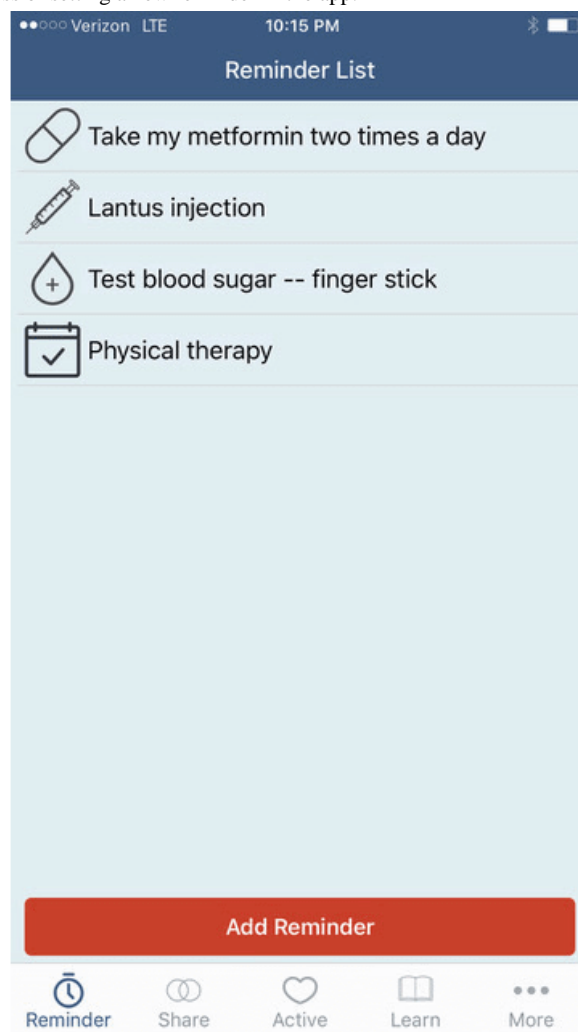 Verizon LTE 10:15 PM
Reminder List
Take my metformin two times a day
Lantus injection
Test blood sugar -- finger stick
Physical therapy
Add Reminder
Reminder Share Active Learn More